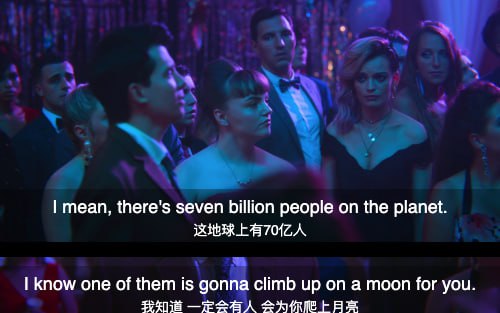 I mean, there's seven billion people on the planet.
这地球上有70亿人
I know one of them is gonna climb up on a moon for you.
我知道 一定会有人 会为你爬上月亮